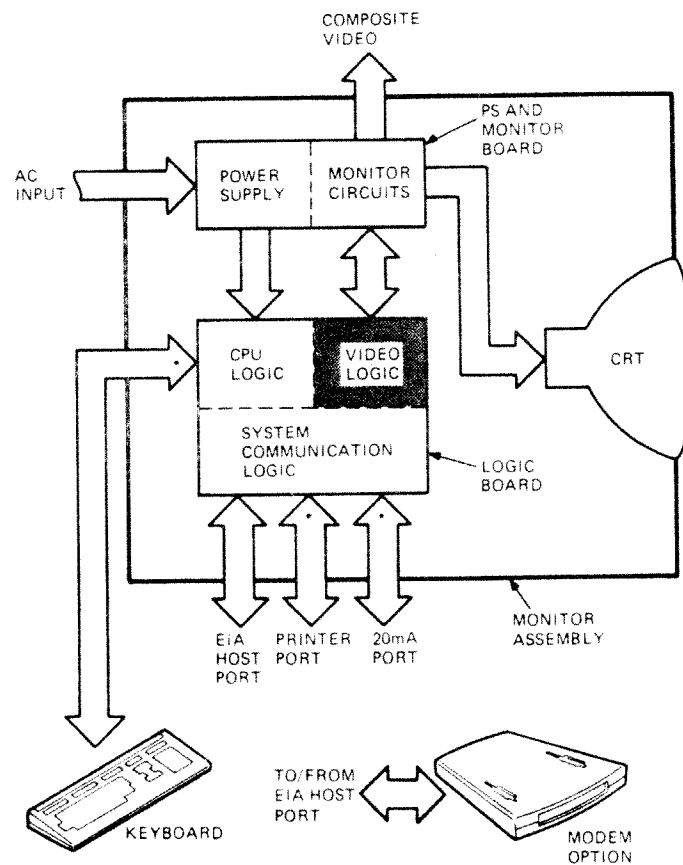 COMPOSITE
VIDEO
PS AND
MONITOR
BOARD
AC
INPUT
POWER
SUPPLY
MONITOR
CIRCUITS
CPU
LOGIC
VIDEO
LOGIC
CRT
SYSTEM
COMMUNICATION
LOGIC
LOGIC
BOARD
EIA
HOST
PORT
PRINTER
PORT
20mA
PORT
MONITOR
ASSEMBLY
KEYBOARD
TO/FROM
EIA HOST
PORT
MODEM
OPTION